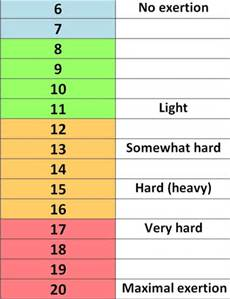 6 No exertion
7
8
9
10
11 Light
12
13 Somewhat hard
14
15 Hard (heavy)
16
17 Very hard
18
19
20 Maximal exertion